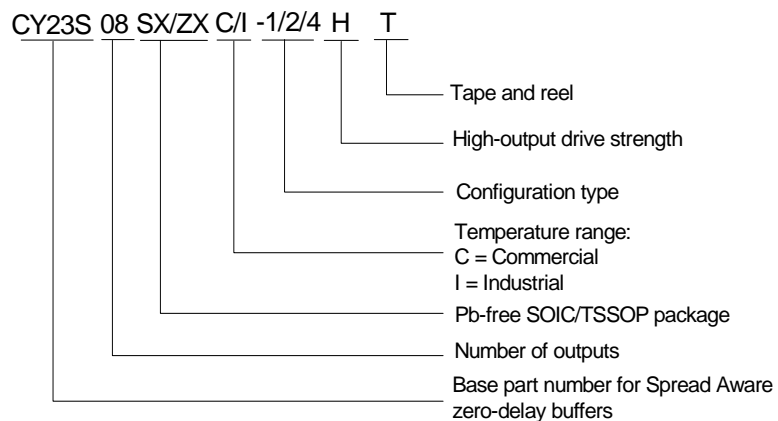 CY23S 08 SX/ZX C/I -1/2/4 H T
Tape and reel
High-output drive strength
Configuration type
Temperature range:
C = Commercial
I = Industrial
Pb-free SOIC/TSSOP package
Number of outputs
Base part number for Spread Aware
zero-delay buffers